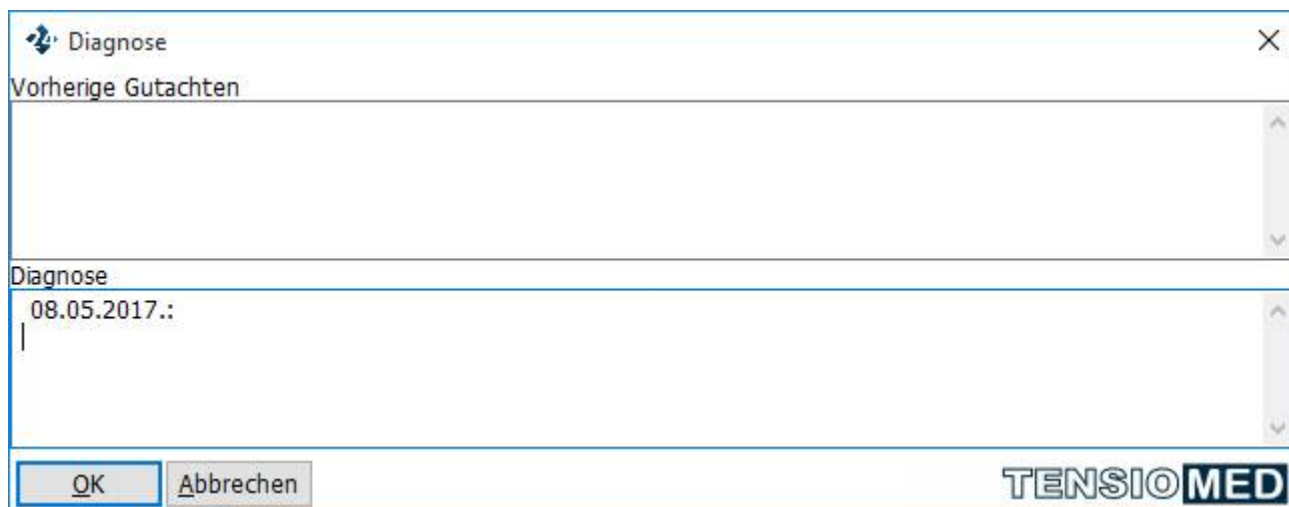 Diagnose
Vorherige Gutachten
Diagnose
08.05.2017.:
OK Abbrechen
TENSIOMED